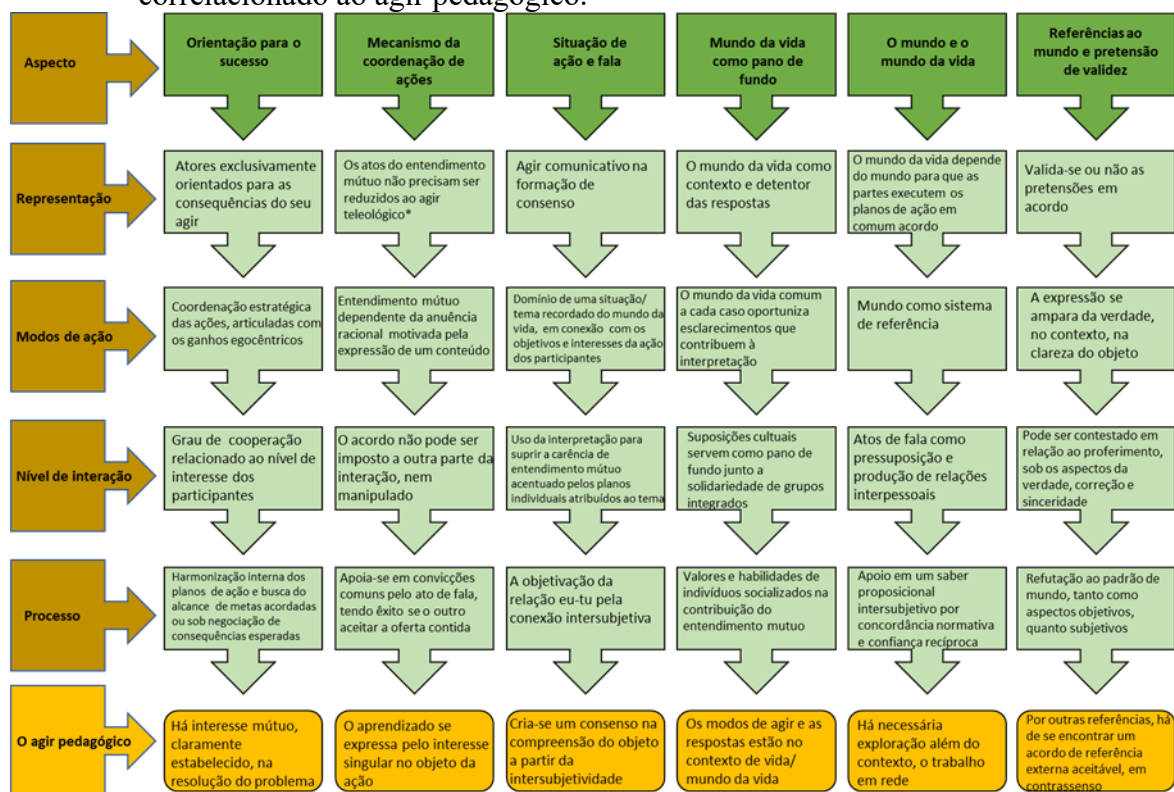 correlacionado ao agir pedagógico.
Aspecto
Orientação para o
sucesso
Mecanismo da
coordenação de
ações
Situação de
ação e fala
Mundo da vida
como pano de
fundo
O mundo e o
mundo da vida
Referências ao
mundo e pretensão
de validez
Representação
Atores exclusivamente
orientados para as
consequências do seu
agir
Os atos do entendimento
mútuo não precisam ser
reduzidos ao agir
teleológico*
Agir comunicativo na
formação de
consenso
O mundo da vida como
contexto e detentor
das respostas
O mundo da vida depende
do mundo para que as
partes executem os
planos de ação em
comum acordo
Valida-se ou não as
pretensões em
acordo
Modos de ação
Coordenação estratégica
das ações, articuladas com
os ganhos egocêntricos
Entendimento mútuo
dependente da anuência
racional motivada pela
expressão de um conteúdo
Domínio de uma situação/
tema recordado do mundo da
vida, em conexão com os
objetivos e interesses da ação
dos participantes
O mundo da vida comum
a cada caso oportuniza
esclarecimentos que
contribuem à
interpretação
Mundo como sistema
de referência
A expressão se
ampara da verdade,
no contexto, na
clareza do objeto
Nível de interação
Grau de cooperação
relacionado ao nível de
interesse dos
participantes
O acordo não pode ser
imposto a outra parte da
interação, nem
manipulado
Uso da interpretação para
suprir a carência de
entendimento mútuo
acentuado pelos planos
individuais atribuídos ao tema
Suposições culturais
servem como pano de
fundo junto a
solidariedade de grupos
integrados
Atos de fala como
pressuposição e
produção de relações
interpessoais
Pode ser contestado em
relação ao proferimento,
sob os aspectos da
verdade, correção e
sinceridade
Processo
Harmonização interna dos
planos de ação e busca do
alcance de metas acordadas
ou sob negociação de
consequências esperadas
Apoia-se em convicções
comuns pelo ato de fala,
tendo êxito se o outro
aceitar a oferta contida
A objetivação da
relação eu-tu pela
conexão intersubjetiva
Valores e habilidades de
indivíduos socializados na
contribuição do
entendimento mutuo
Apoio em um saber
proposicional
intersubjetivo por
concordância normativa
e confiança recíproca
Refutação ao padrão de
mundo, tanto como
aspectos objetivos,
quanto subjetivos
O agir pedagógico
Há interesse mútuo,
claramente
estabelecido, na
resolução do problema
O aprendizado se
expressa pelo interesse
singular no objeto da
ação
Cria-se um consenso na
compreensão do objeto
a partir da
intersubjetividade
Os modos de agir e as
respostas estão no
contexto de vida/
mundo da vida
Há necessária
exploração além do
contexto, o trabalho
em rede
Por outras referências, há
de se encontrar um
acordo de referência
externa aceitável, em
contrassenso